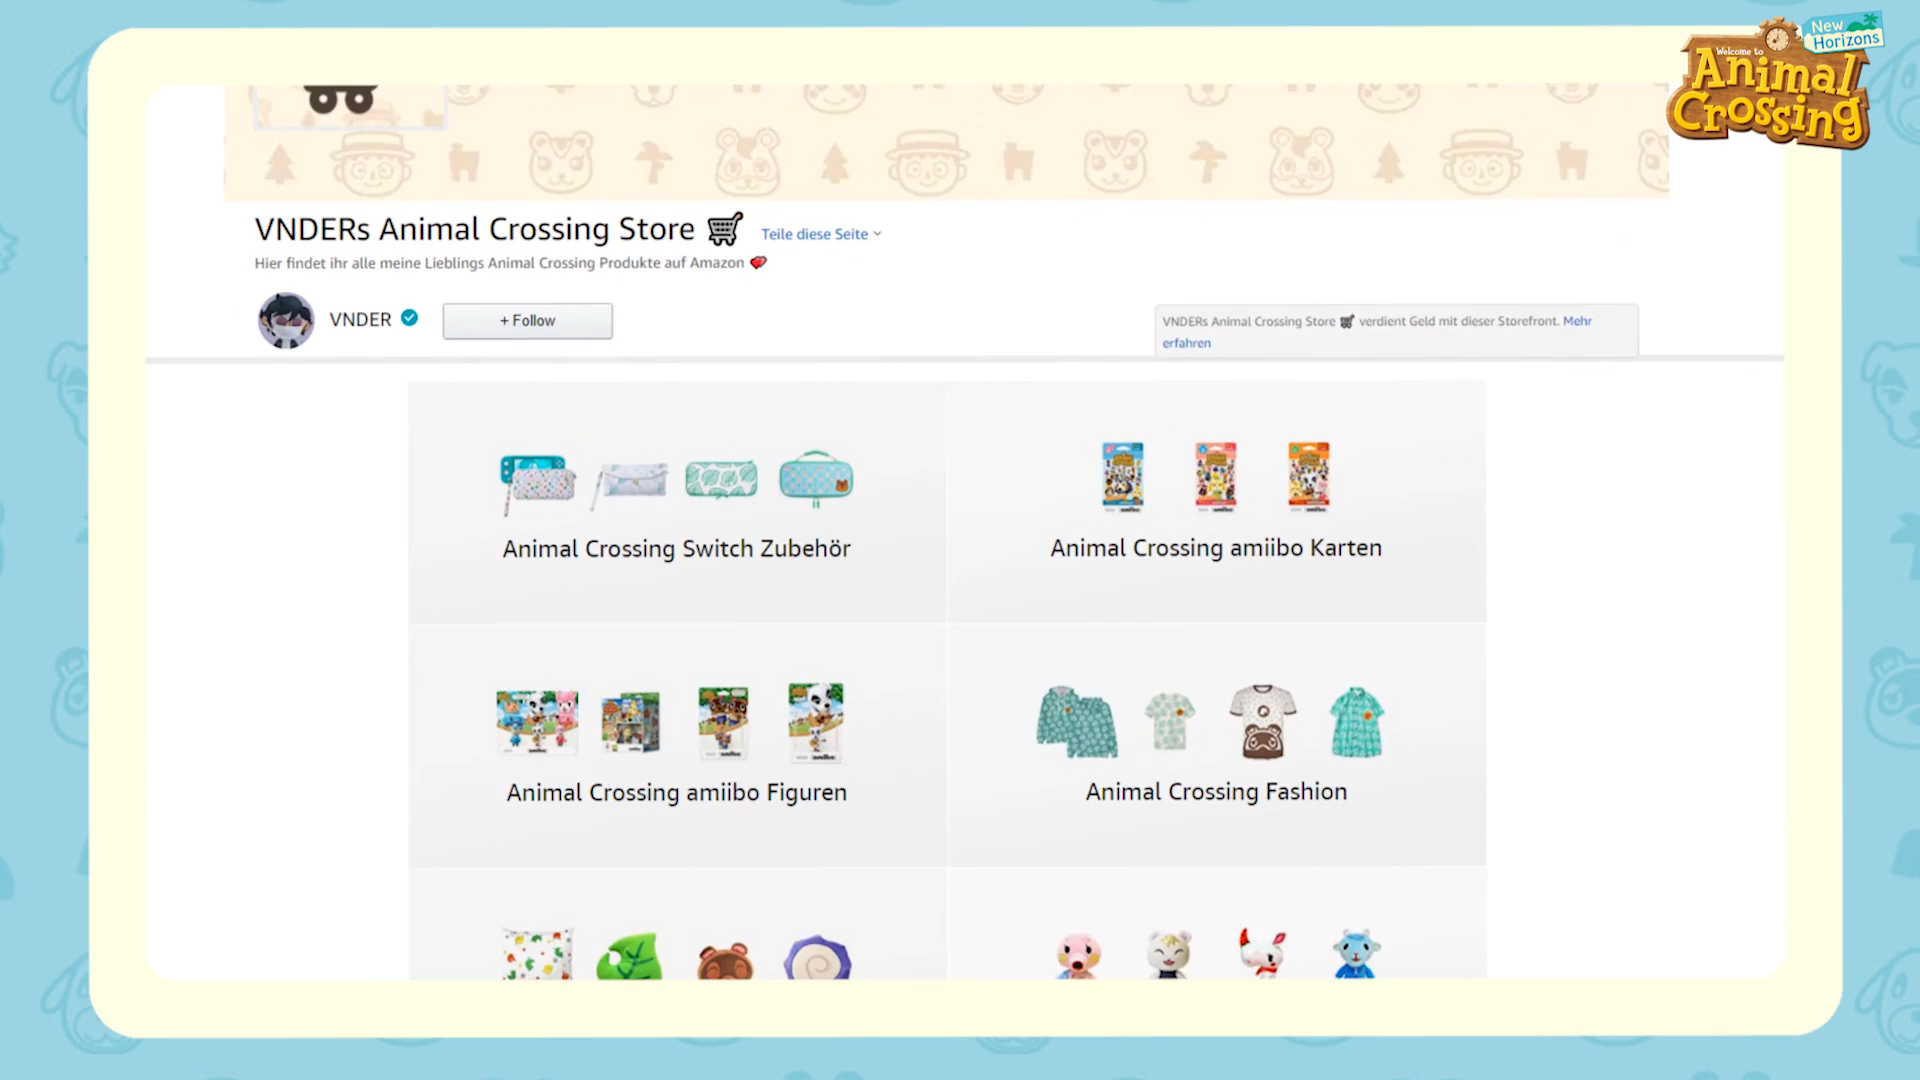 Welcome to
Animal
Crossing
New
Horizons
VNDERs Animal Crossing Store
Teile diese Seite
Hier findet ihr alle meine Lieblings Animal Crossing Produkte auf Amazon
VNDER
+ Follow
VNDERs Animal Crossing Store verdient Geld mit dieser Storefront. Mehr
erfahren
Animal Crossing Switch Zubehör
Animal Crossing amiibo Karten
Animal Crossing amiibo Figuren
Animal Crossing Fashion